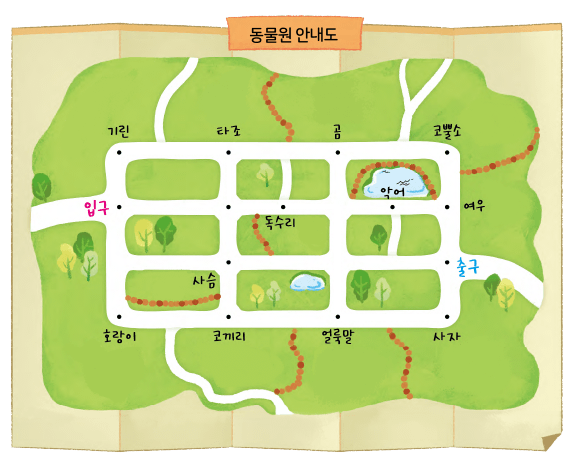 동물원 안내도
기린
타조
곰
코뿔소
악어
입구
여우
독수리
출구
사슴
호랑이
코끼리
얼룩말
사자